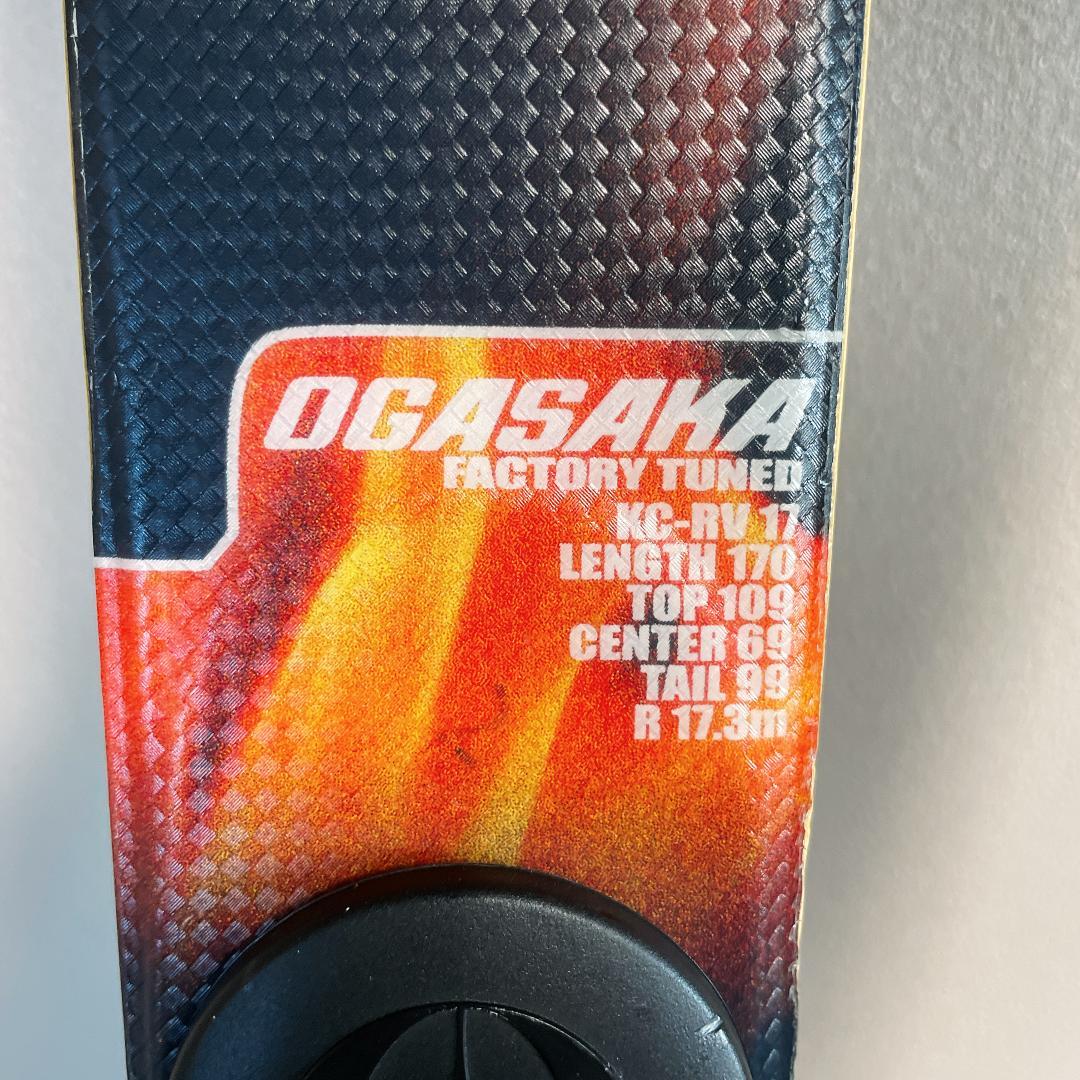 OGASAKA
FACTORY TUNED
KC-RV 17
LENGTH 170
TOP 109
CENTER 69
TAIL 99
R 17.3m